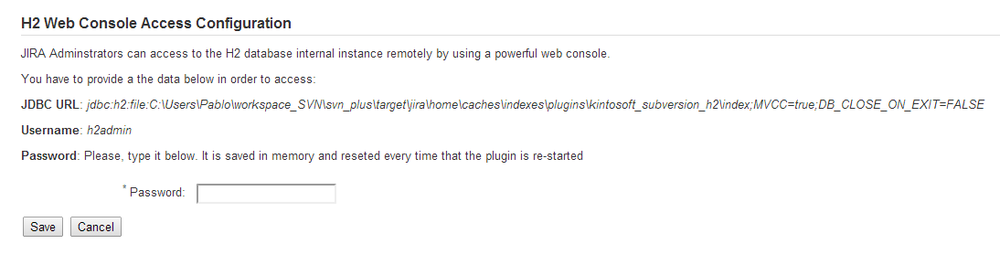 H2 Web Console Access Configuration
JIRA Adminstrators can access to the H2 database internal instance remotely by using a powerful web console.
You have to provide a the data below in order to access:
JDBC URL: jdbc:h2:file:C:\Users\Pablo\workspace_SVN\svn_plus\target\jira\home\caches\indexes\plugins\kintosoft_subversion_h2\index;MVCC=true;DB_CLOSE_ON_EXIT=FALSE
Username: h2admin
Password: Please, type it below. It is saved in memory and reseted every time that the plugin is re-started
* Password:
Save Cancel